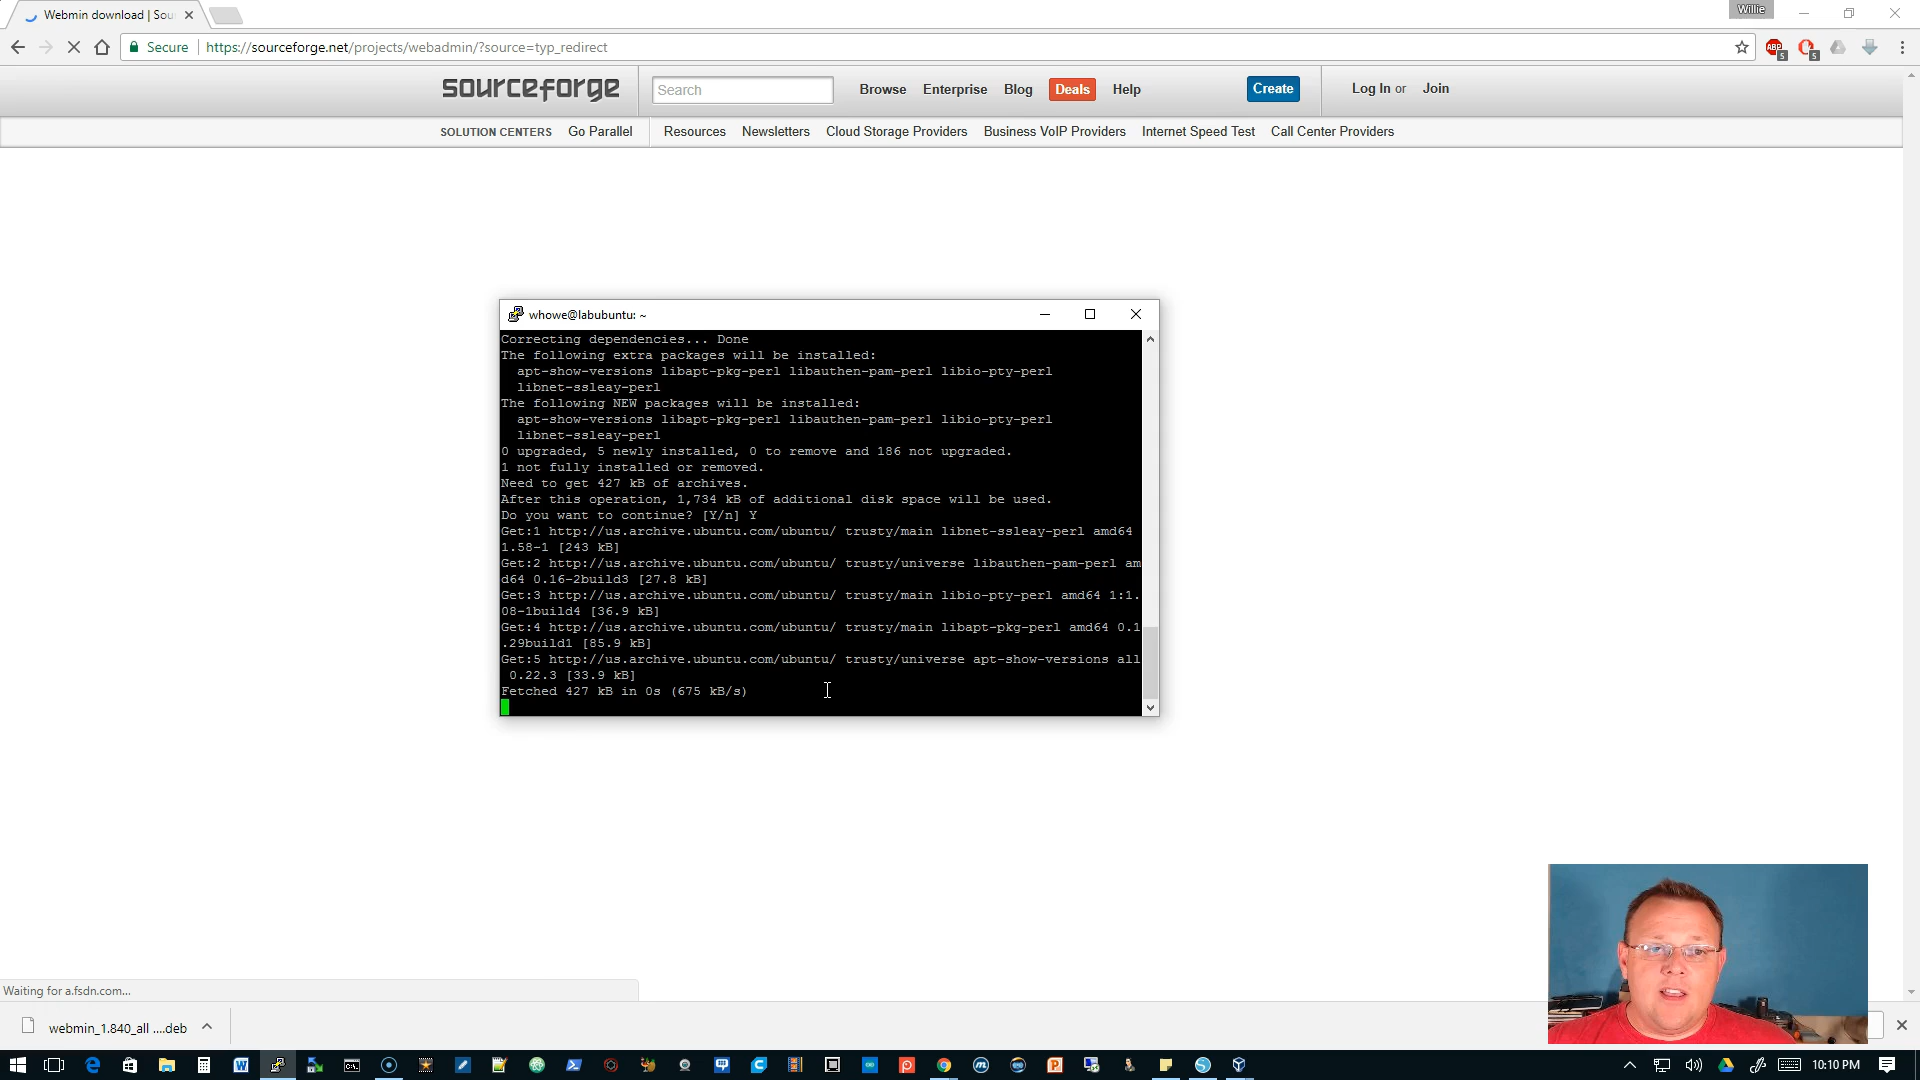 Webmin download | Sou
Willie
Secure
https://sourceforge.net/projects/webadmin/?source=typ_redirect
ABP
5
5
sourceforge
Search
Browse
Enterprise
Blog
Deals
Help
Create
Log In or
Join
SOLUTION CENTERS
Go Parallel
Resources
Newsletters
Cloud Storage Providers
Business VoIP Providers
Internet Speed Test
Call Center Providers
whowe@labubuntu: ~
Correcting dependencies... Done
The following extra packages will be installed:
apt-show-versions libapt-pkg-perl libauthen-pam-perl libio-pty-perl
libnet-ssleay-perl
The following NEW packages will be installed:
apt-show-versions libapt-pkg-perl libauthen-pam-perl libio-pty-perl
libnet-ssleay-perl
0 upgraded, 5 newly installed, 0 to remove and 186 not upgraded.
1 not fully installed or removed.
Need to get 427 kB of archives.
After this operation, 1,734 kB of additional disk space will be used.
Do you want to continue? [Y/n] Y
Get:1 http://us.archive.ubuntu.com/ubuntu/ trusty/main libnet-ssleay-perl amd64
1.58-1 [243 kB]
Get:2 http://us.archive.ubuntu.com/ubuntu/ trusty/universe libauthen-pam-perl am
d64 0.16-2build3 [27.8 kB]
Get:3 http://us.archive.ubuntu.com/ubuntu/ trusty/main libio-pty-perl amd64 1:1.
08-1build4 [36.9 kB]
Get:4 http://us.archive.ubuntu.com/ubuntu/ trusty/main libapt-pkg-perl amd64 0.1
.29build1 [85.9 kB]
Get:5 http://us.archive.ubuntu.com/ubuntu/ trusty/universe apt-show-versions all
0.22.3 [33.9 kB]
Fetched 427 kB in 0s (675 kB/s)
Waiting for a.fsdn.com...
webmin_1.840_all ....deb
10:10 PM